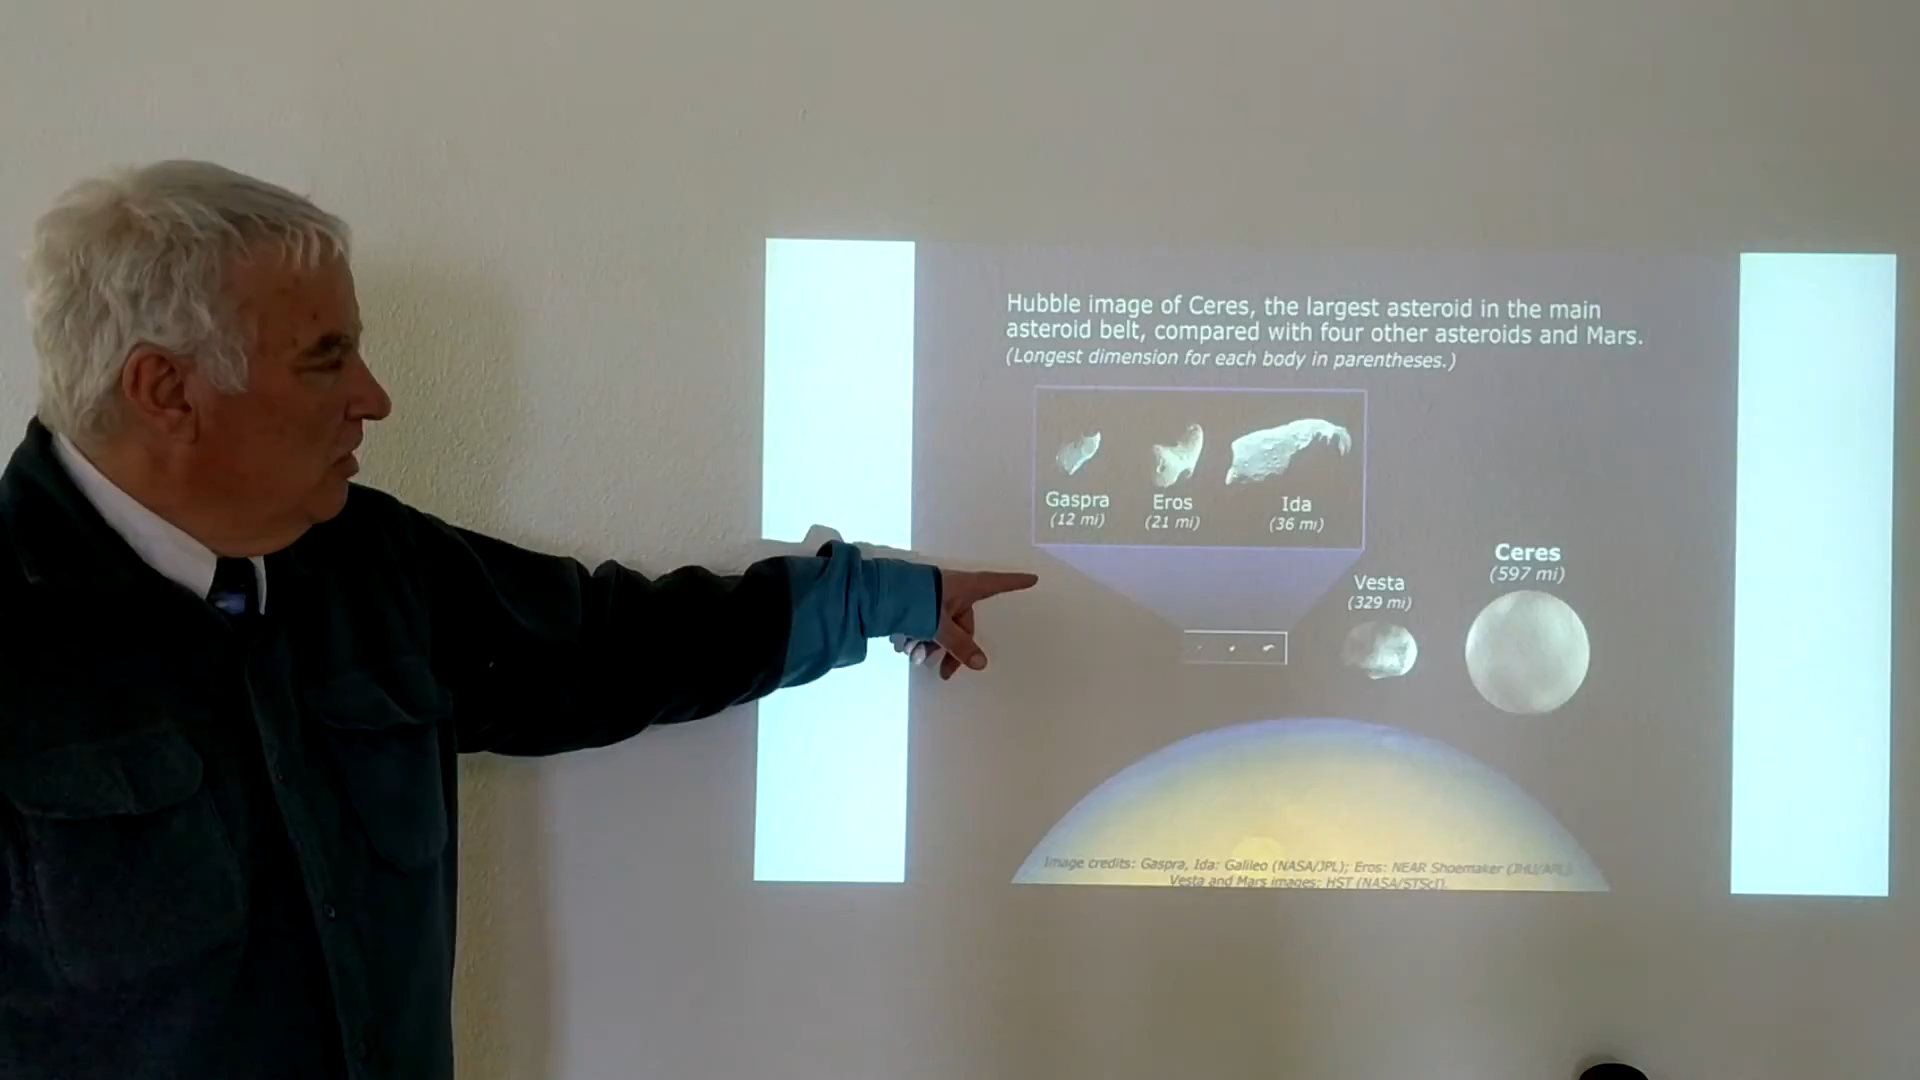 Hubble image of Ceres, the largest asteroid in the main
asteroid belt, compared with four other asteroids and Mars.
(Longest dimension for each body in parentheses.)
Gaspra
(12 mi)
Eros
(21 mi)
Ida
(36 mi)
Vesta
(329 mi)
Ceres
(597 mi)
Image credits: Gaspra, Ida: Galileo (NASA/JPL); Eros: NEAR Shoemaker (JHU/APL);
Vesta and Mars images: HST (NASA/STScI).